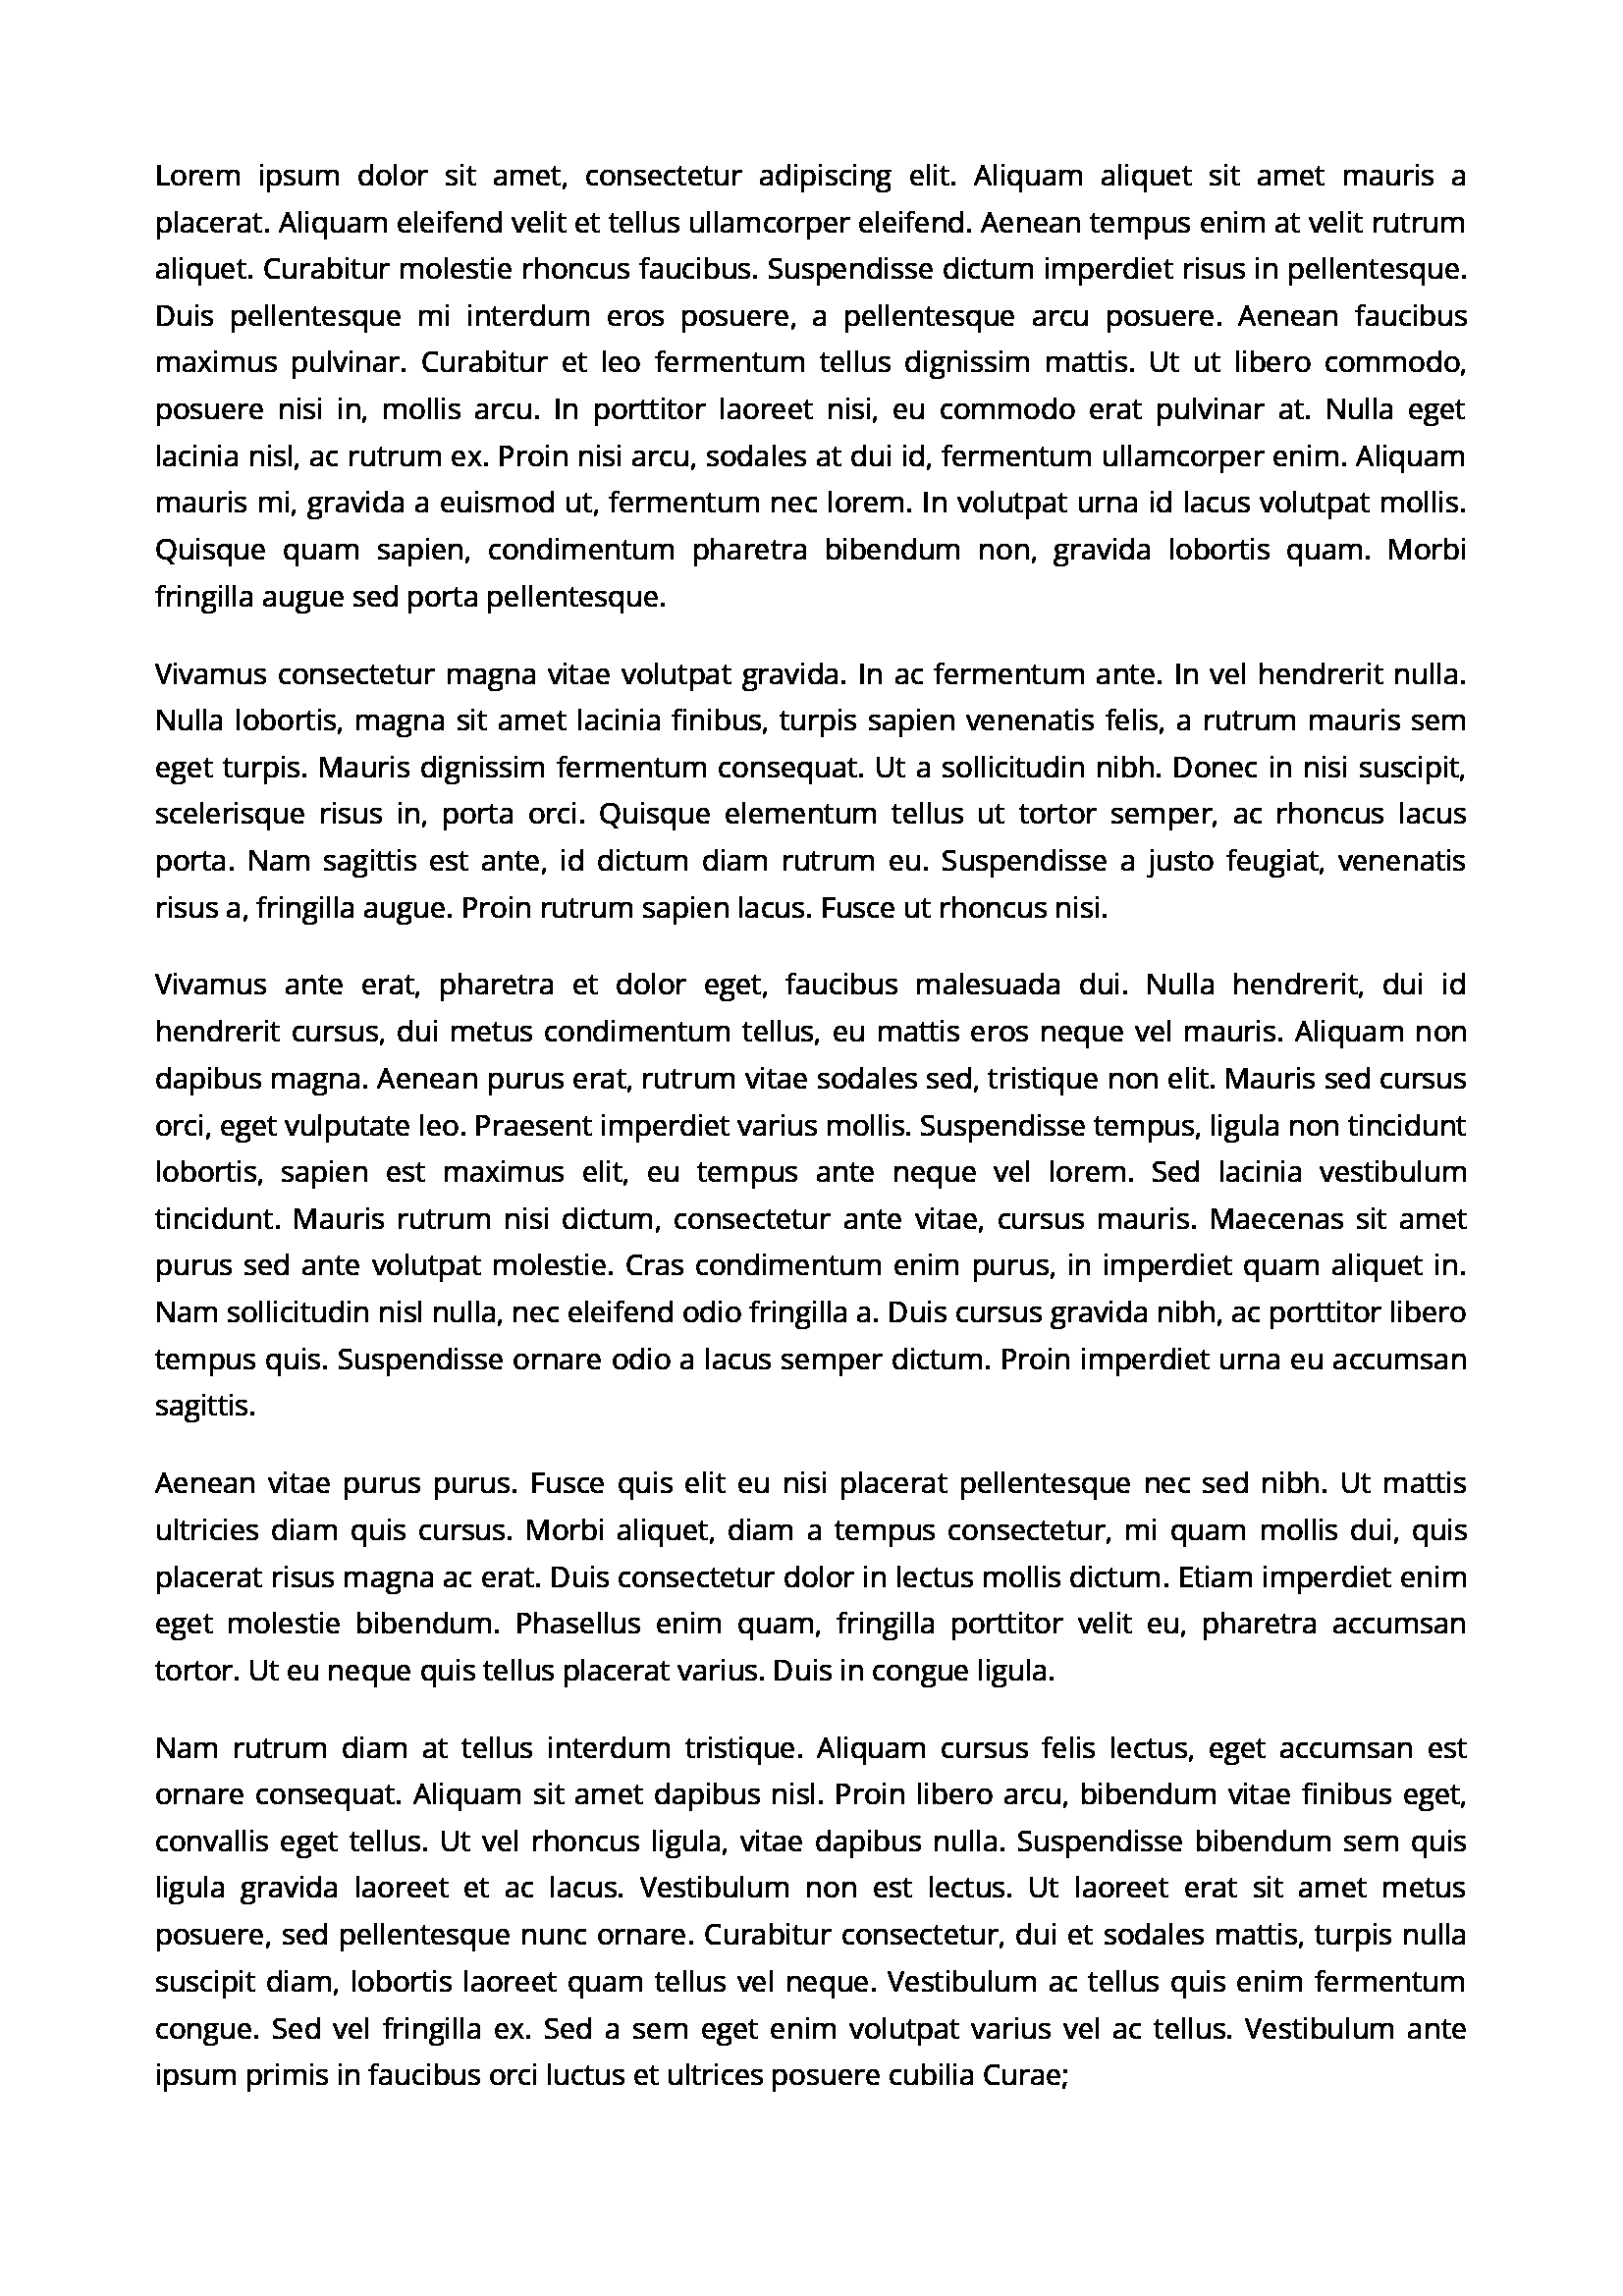 Lorem ipsum dolor sit amet, consectetur adipiscing elit. Aliquam aliquet sit amet mauris a
placerat. Aliquam eleifend velit et tellus ullamcorper eleifend. Aenean tempus enim at velit rutrum
aliquet. Curabitur molestie rhoncus faucibus. Suspendisse dictum imperdiet risus in pellentesque.
Duis pellentesque mi interdum eros posuere, a pellentesque arcu posuere. Aenean faucibus
maximus pulvinar. Curabitur et leo fermentum tellus dignissim mattis. Ut ut libero commodo,
posuere nisi in, mollis arcu. In porttitor laoreet nisi, eu commodo erat pulvinar at. Nulla eget
lacinia nisl, ac rutrum ex. Proin nisi arcu, sodales at dui id, fermentum ullamcorper enim. Aliquam
mauris mi, gravida a euismod ut, fermentum nec lorem. In volutpat urna id lacus volutpat mollis.
Quisque quam sapien, condimentum pharetra bibendum non, gravida lobortis quam. Morbi
fringilla augue sed porta pellentesque.
Vivamus consectetur magna vitae volutpat gravida. In ac fermentum ante. In vel hendrerit nulla.
Nulla lobortis, magna sit amet lacinia finibus, turpis sapien venenatis felis, a rutrum mauris sem
eget turpis. Mauris dignissim fermentum consequat. Ut a sollicitudin nibh. Donec in nisi suscipit,
scelerisque risus in, porta orci. Quisque elementum tellus ut tortor semper, ac rhoncus lacus
porta. Nam sagittis est ante, id dictum diam rutrum eu. Suspendisse a justo feugiat, venenatis
risus a, fringilla augue. Proin rutrum sapien lacus. Fusce ut rhoncus nisi.
Vivamus ante erat, pharetra et dolor eget, faucibus malesuada dui. Nulla hendrerit, dui id
hendrerit cursus, dui metus condimentum tellus, eu mattis eros neque vel mauris. Aliquam non
dapibus magna. Aenean purus erat, rutrum vitae sodales sed, tristique non elit. Mauris sed cursus
orci, eget vulputate leo. Praesent imperdiet varius mollis. Suspendisse tempus, ligula non tincidunt
lobortis, sapien est maximus elit, eu tempus ante neque vel lorem. Sed lacinia vestibulum
tincidunt. Mauris rutrum nisi dictum, consectetur ante vitae, cursus mauris. Maecenas sit amet
purus sed ante volutpat molestie. Cras condimentum enim purus, in imperdiet quam aliquet in.
Nam sollicitudin nisl nulla, nec eleifend odio fringilla a. Duis cursus gravida nibh, ac porttitor libero
tempus quis. Suspendisse ornare odio a lacus semper dictum. Proin imperdiet urna eu accumsan
sagittis.
Aenean vitae purus purus. Fusce quis elit eu nisi placerat pellentesque nec sed nibh. Ut mattis
ultricies diam quis cursus. Morbi aliquet, diam a tempus consectetur, mi quam mollis dui, quis
placerat risus magna ac erat. Duis consectetur dolor in lectus mollis dictum. Etiam imperdiet enim
eget molestie bibendum. Phasellus enim quam, fringilla porttitor velit eu, pharetra accumsan
tortor. Ut eu neque quis tellus placerat varius. Duis in congue ligula.
Nam rutrum diam at tellus interdum tristique. Aliquam cursus felis lectus, eget accumsan est
ornare consequat. Aliquam sit amet dapibus nisl. Proin libero arcu, bibendum vitae finibus eget,
convallis eget tellus. Ut vel rhoncus ligula, vitae dapibus nulla. Suspendisse bibendum sem quis
ligula gravida laoreet et ac lacus. Vestibulum non est lectus. Ut laoreet erat sit amet metus
posuere, sed pellentesque nunc ornare. Curabitur consectetur, dui et sodales mattis, turpis nulla
suscipit diam, lobortis laoreet quam tellus vel neque. Vestibulum ac tellus quis enim fermentum
congue. Sed vel fringilla ex. Sed a sem eget enim volutpat varius vel ac tellus. Vestibulum ante
ipsum primis in faucibus orci luctus et ultrices posuere cubilia Curae;